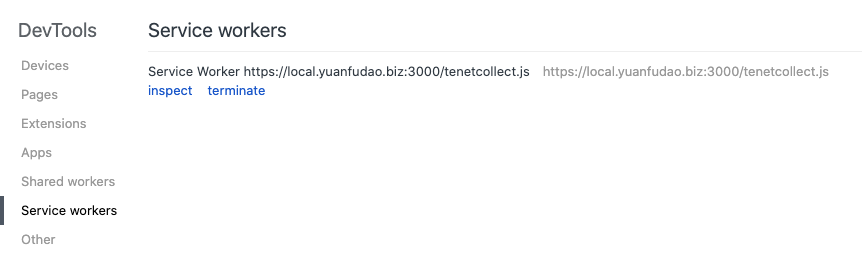 DevTools
Devices
Pages
Extensions
Apps
Shared workers
Service workers
Other
Service workers
Service Worker https://local.yuanfudao.biz:3000/tenetcollect.js https://local.yuanfudao.biz:3000/tenetcollect.js
inspect terminate